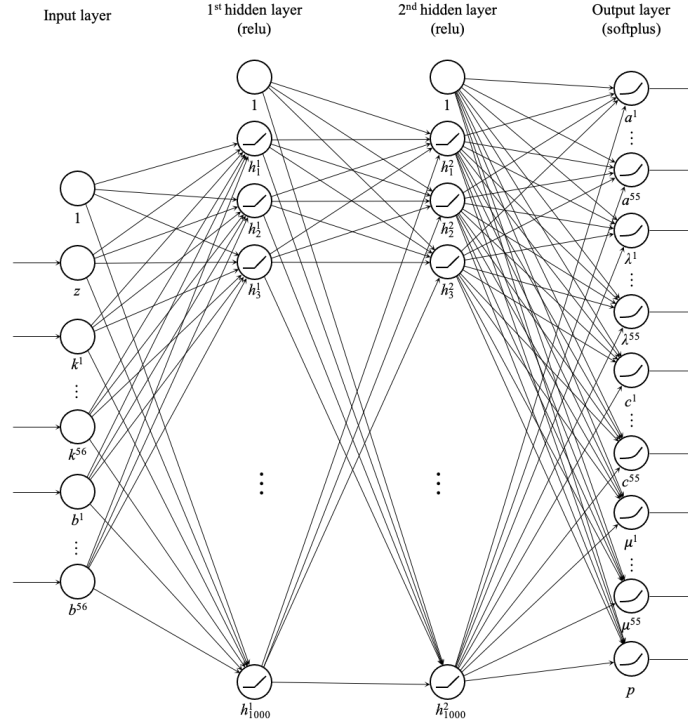 Input layer
1ˢᵗ hidden layer
(relu)
2ⁿᵈ hidden layer
(relu)
Output layer
(softplus)
1
z
k¹
⋮
k⁵⁶
b¹
⋮
b⁵⁶
1
h₁¹
h₂¹
h₃¹
⋮
h₁₀₀₀¹
1
h₁²
h₂²
h₃²
⋮
h₁₀₀₀²
a¹
⋮
a⁵⁵
λ¹
⋮
λ⁵⁵
c¹
⋮
c⁵⁵
μ¹
⋮
μ⁵⁵
p